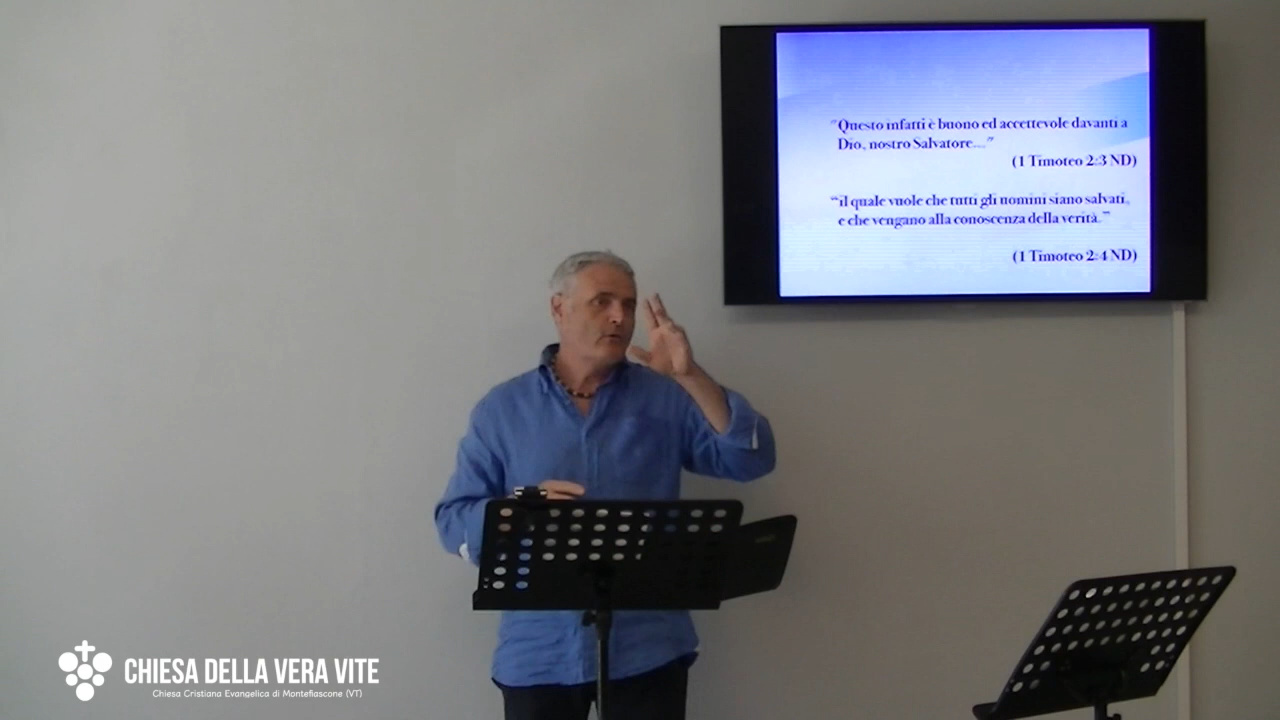 "Questo infatti è buono ed accettevole davanti a
Dio, nostro Salvatore...."
(1 Timoteo 2:3 ND)
"il quale vuole che tutti gli uomini siano salvati,
e che vengano alla conoscenza della verità."
(1 Timoteo 2:4 ND)
CHIESA DELLA VERA VITE
Chiesa Cristiana Evangelica di Montefiascone (VT)